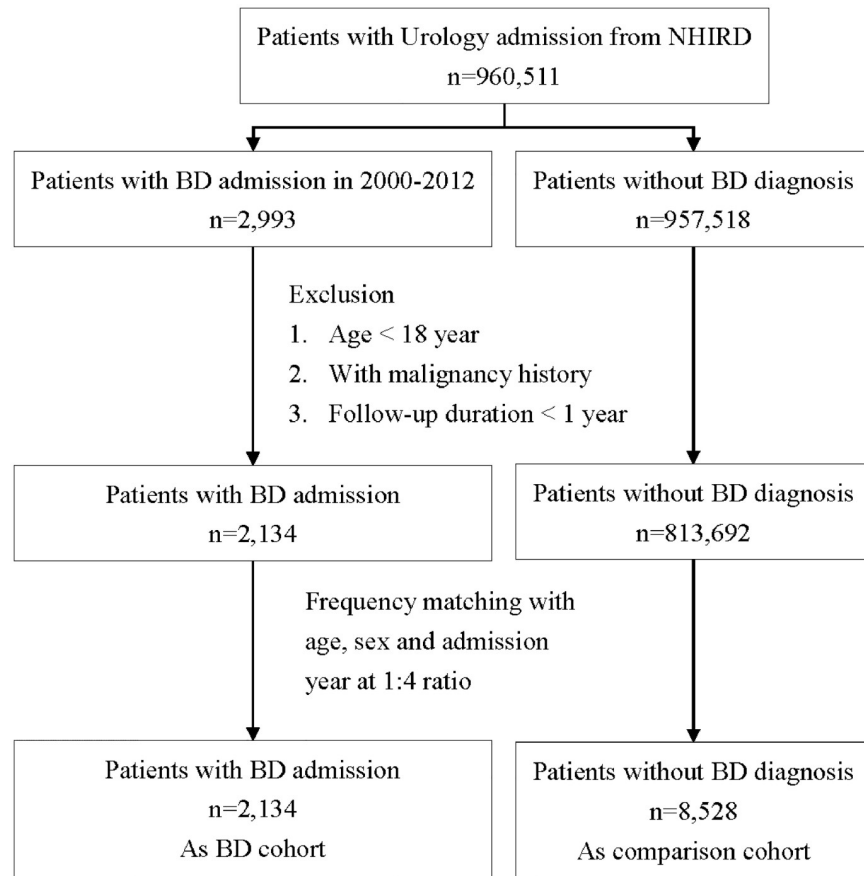 Patients with Urology admission from NHIRD
n=960,511
Patients with BD admission in 2000-2012
n=2,993
Patients without BD diagnosis
n=957,518
Exclusion
1. Age < 18 year
2. With malignancy history
3. Follow-up duration < 1 year
Patients with BD admission
n=2,134
Patients without BD diagnosis
n=813,692
Frequency matching with
age, sex and admission
year at 1:4 ratio
Patients with BD admission
n=2,134
As BD cohort
Patients without BD diagnosis
n=8,528
As comparison cohort